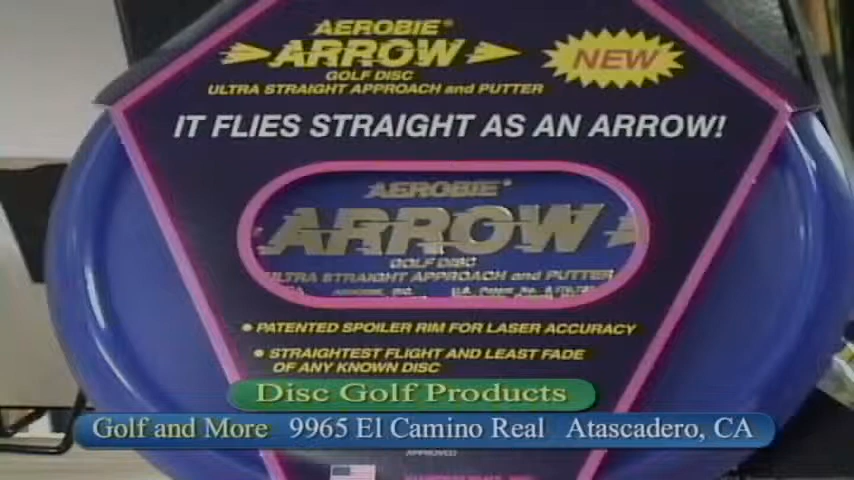 AEROBIE®
ARROW
GOLF DISC
ULTRA STRAIGHT APPROACH and PUTTER
NEW
IT FLIES STRAIGHT AS AN ARROW!
AEROBIE®
ARROW
GOLF DISC
ULTRA STRAIGHT APPROACH and PUTTER
• PATENTED SPOILER RIM FOR LASER ACCURACY
• STRAIGHTEST FLIGHT AND LEAST FADE
OF ANY KNOWN DISC
Disc Golf Products
Golf and More 9965 El Camino Real Atascadero, CA
APPROVED